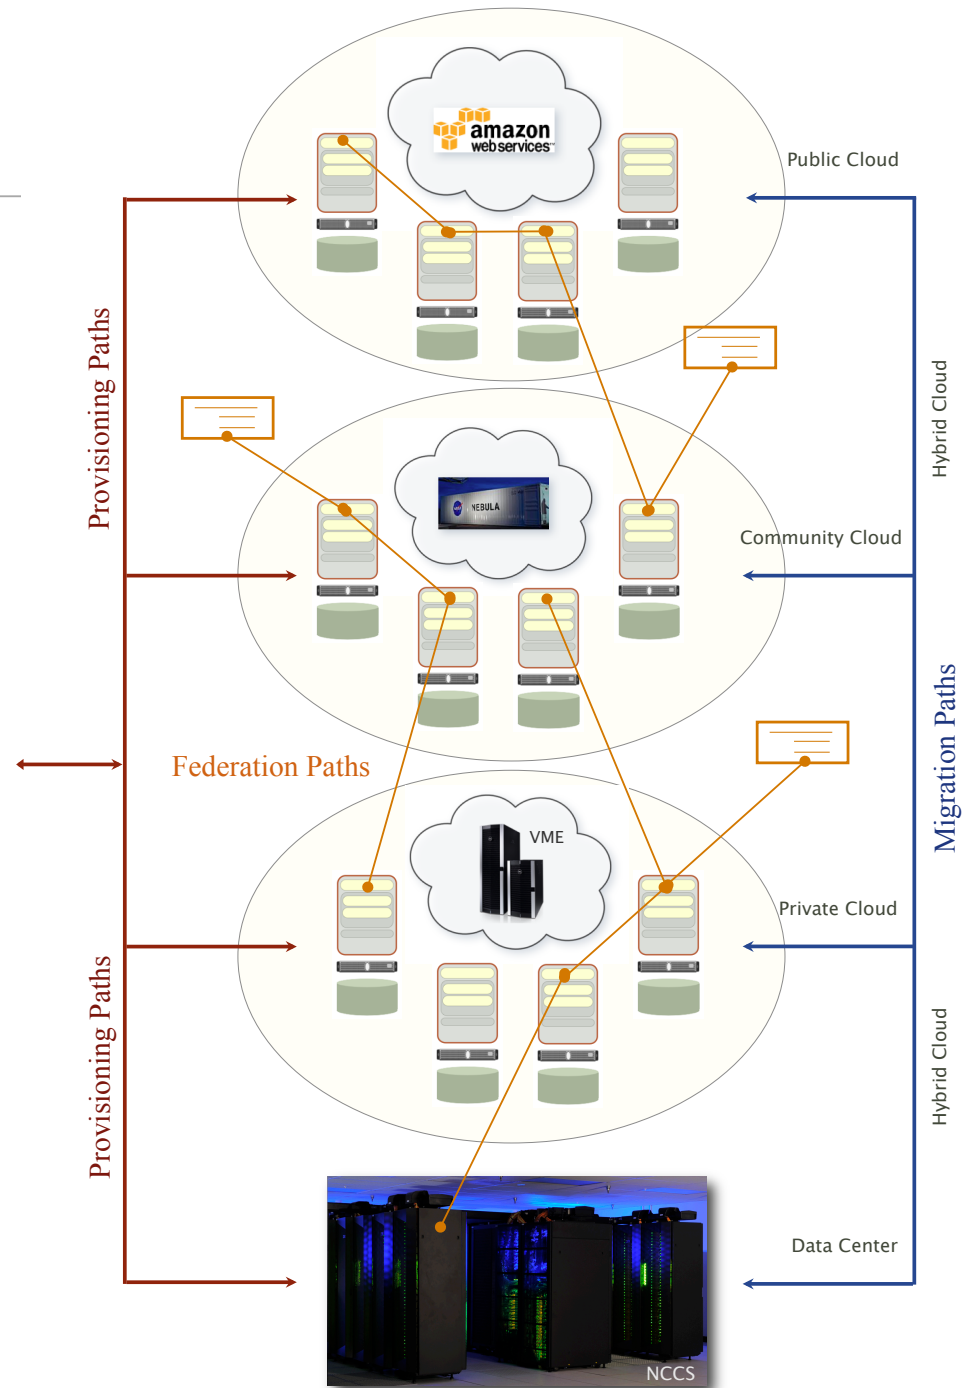 amazon
webservices™
Public Cloud
Provisioning Paths
Hybrid Cloud
NEBULA
Community Cloud
Migration Paths
Federation Paths
VME
Private Cloud
Provisioning Paths
Hybrid Cloud
Data Center
NCCS